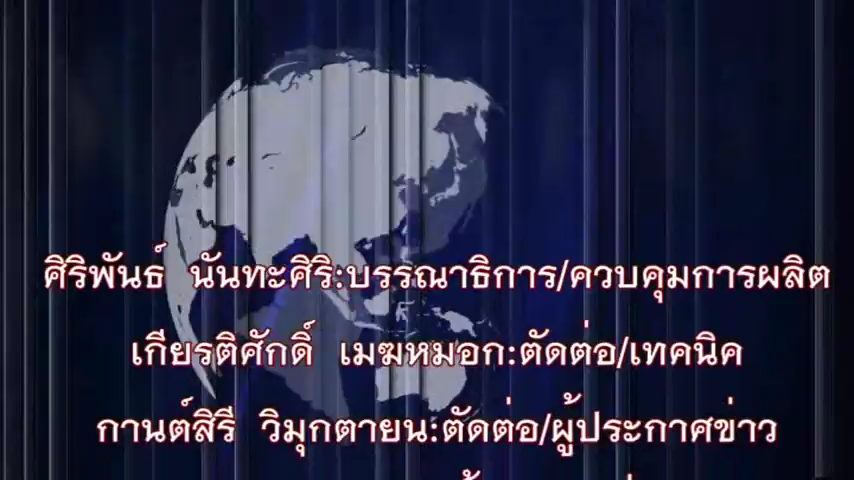 ศิริพันธ์ นันทะศิริ:บรรณาธิการ/ควบคุมการผลิต
เกียรติศักดิ์ เมฆหมอก:ตัดต่อ/เทคนิค
กานต์สิรี วิมุกตายน:ตัดต่อ/ผู้ประกาศข่าว